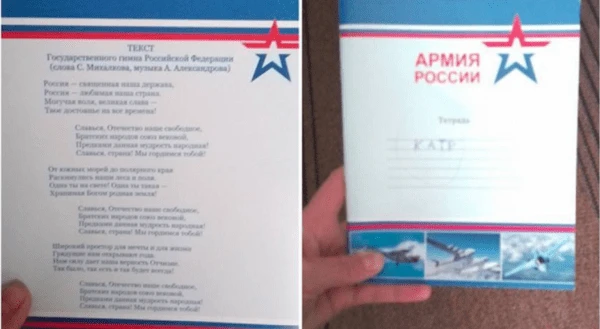 ТЕКСТ
Государственного гимна Российской Федерации
(слова С. Михалкова, музыка А. Александрова)
Россия — священная наша держава,
Россия — любимая наша страна.
Могучая воля, великая слава —
Твоё достоянье на все времена!
Славься, Отечество наше свободное,
Братских народов союз вековой,
Предками данная мудрость народная!
Славься, страна! Мы гордимся тобой!
От южных морей до полярного края
Раскинулись наши леса и поля.
Одна ты на свете! Одна ты такая —
Хранимая Богом родная земля!
Славься, Отечество наше свободное,
Братских народов союз вековой,
Предками данная мудрость народная!
Славься, страна! Мы гордимся тобой!
Широкий простор для мечты и для жизни
Грядущие нам открывают года.
Нам силу даёт наша верность Отчизне.
Так было, так есть и так будет всегда!
Славься, Отечество наше свободное,
Братских народов союз вековой,
Предками данная мудрость народная!
Славься, страна! Мы гордимся тобой!
АРМИЯ
РОССИИ
Тетрадь
КАТР